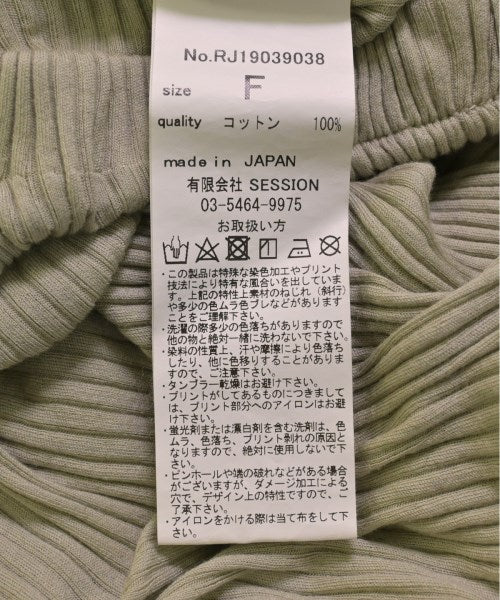 No.RJ19039038
size F
quality コットン 100%
made in JAPAN
有限会社 SESSION
03-5464-9975
お取扱い方
・この製品は特殊な染色加工やプリント
技法により特有な風合いを出していま
す。上記の特性上素材のねじれ（斜行）
や多少の色ムラ色ブレなどがあります
ことをご理解下さい。
・洗濯の際多少の色落ちがありますので
他の物と絶対一緒に洗わないで下さい。
・染料の性質上、汗や摩擦により色落ち
したり、他に色移りすることがありま
すので、ご注意下さい。
・タンブラー乾燥はお避け下さい。
・プリントがしてあるものにつきまして
は、プリント部分へのアイロンはお避
け下さい。
・蛍光剤または漂白剤を含む洗剤は、色
ムラ、色落ち、プリント剥れの原因と
なりますので、絶対に使用しないで下
さい。
・ピンホールや端の破れなどがある場合
がございますが、ダメージ加工による
穴で、デザイン上の特性ですので、ご
了承下さい。
・アイロンをかける際は当て布をして下
さい。